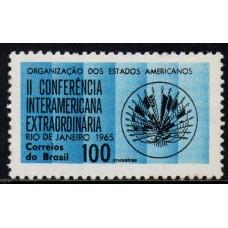 ORGANIZAÇÃO DOS ESTADOS AMERICANOS
II CONFERÊNCIA
INTERAMERICANA
EXTRAORDINÁRIA
RIO DE JANEIRO 1965
Correios
do Brasil
100
cruzeiros